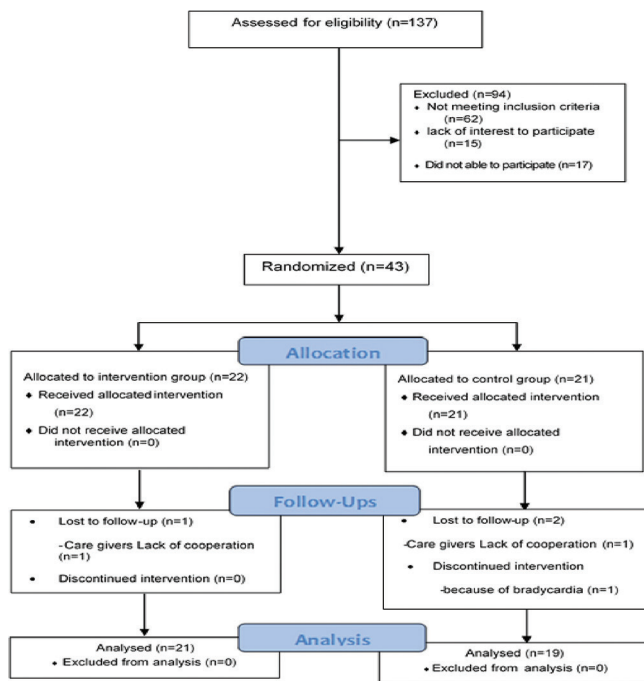 Assessed for eligibility (n=137)
Excluded (n=94)
♦ Not meeting inclusion criteria
(n=62)
♦ lack of interest to participate
(n=15)
♦ Did not able to participate (n=17)
Randomized (n=43)
Allocation
Allocated to intervention group (n=22)
♦ Received allocated intervention
(n=22)
♦ Did not receive allocated
intervention (n=0)
Allocated to control group (n=21)
♦ Received allocated intervention
(n=21)
♦ Did not receive allocated
intervention (n=0)
Follow-Ups
• Lost to follow-up (n=1)
-Care givers Lack of cooperation
(n=1)
• Discontinued intervention (n=0)
• Lost to follow-up (n=2)
-Care givers Lack of cooperation (n=1)
• Discontinued intervention
-because of bradycardia (n=1)
Analysis
Analysed (n=21)
♦ Excluded from analysis (n=0)
Analysed (n=19)
♦ Excluded from analysis (n=0)